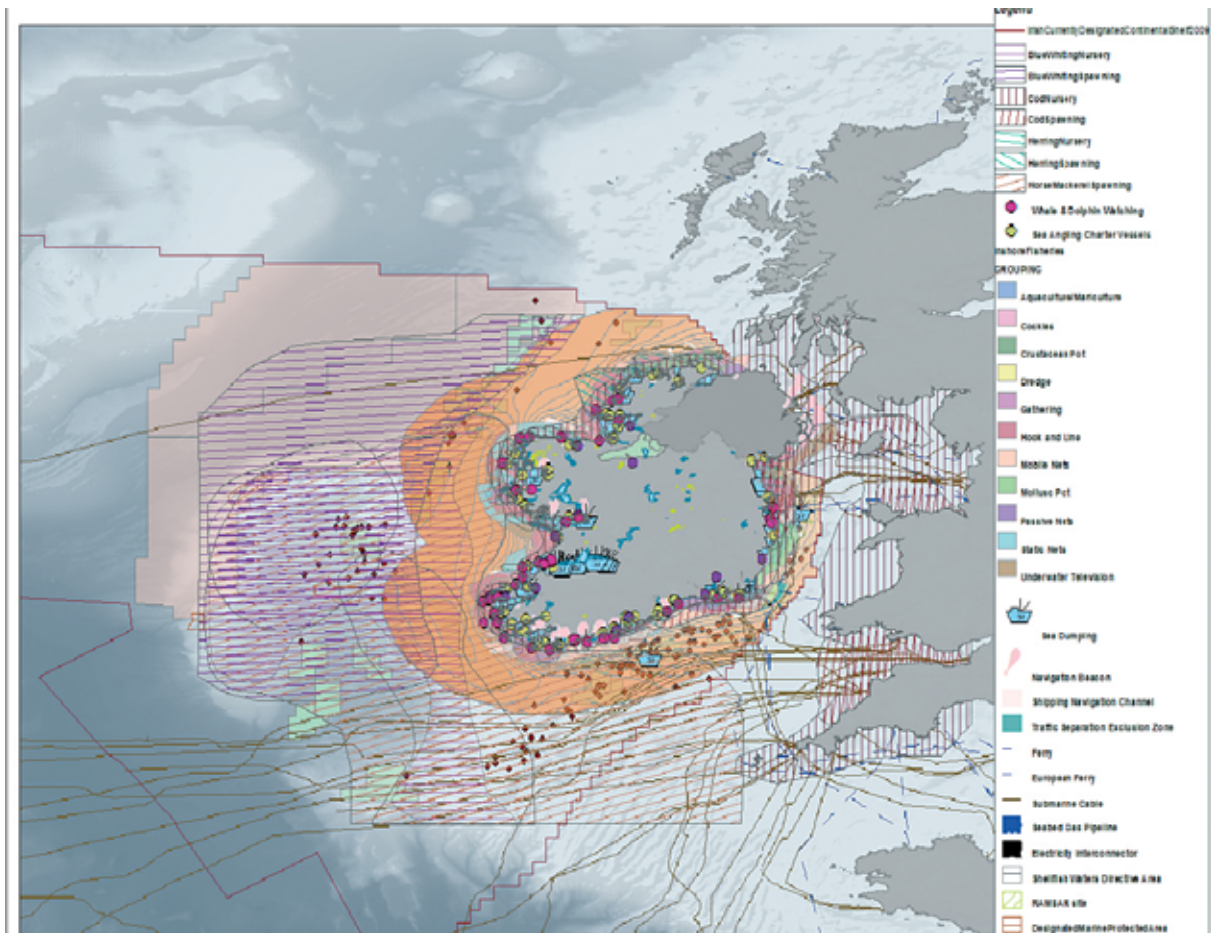 Legend
IrishCurrentlyDesignatedContinentalShelf2009
BlueWhitingNursery
BlueWhitingSpawning
CodNursery
CodSpawning
HerringNursery
HerringSpawning
HorseMackerelSpawning
Whale & Dolphin Watching
Sea Angling Charter Vessels
InshoreFisheries
GROUPING
Aquaculture/Mariculture
Cockles
Crustacean Pot
Dredge
Gathering
Hook and Line
Mobile Nets
Mollusc Pot
Passive Nets
Static Nets
Underwater Television
Sea Dumping
Navigation Beacon
Shipping Navigation Channel
Traffic Separation Exclusion Zone
Ferry
European Ferry
Submarine Cable
Seabed Gas Pipeline
Electricity Interconnector
Shellfish Waters Directive Area
RAMSAR site
DesignatedMarineProtectedArea